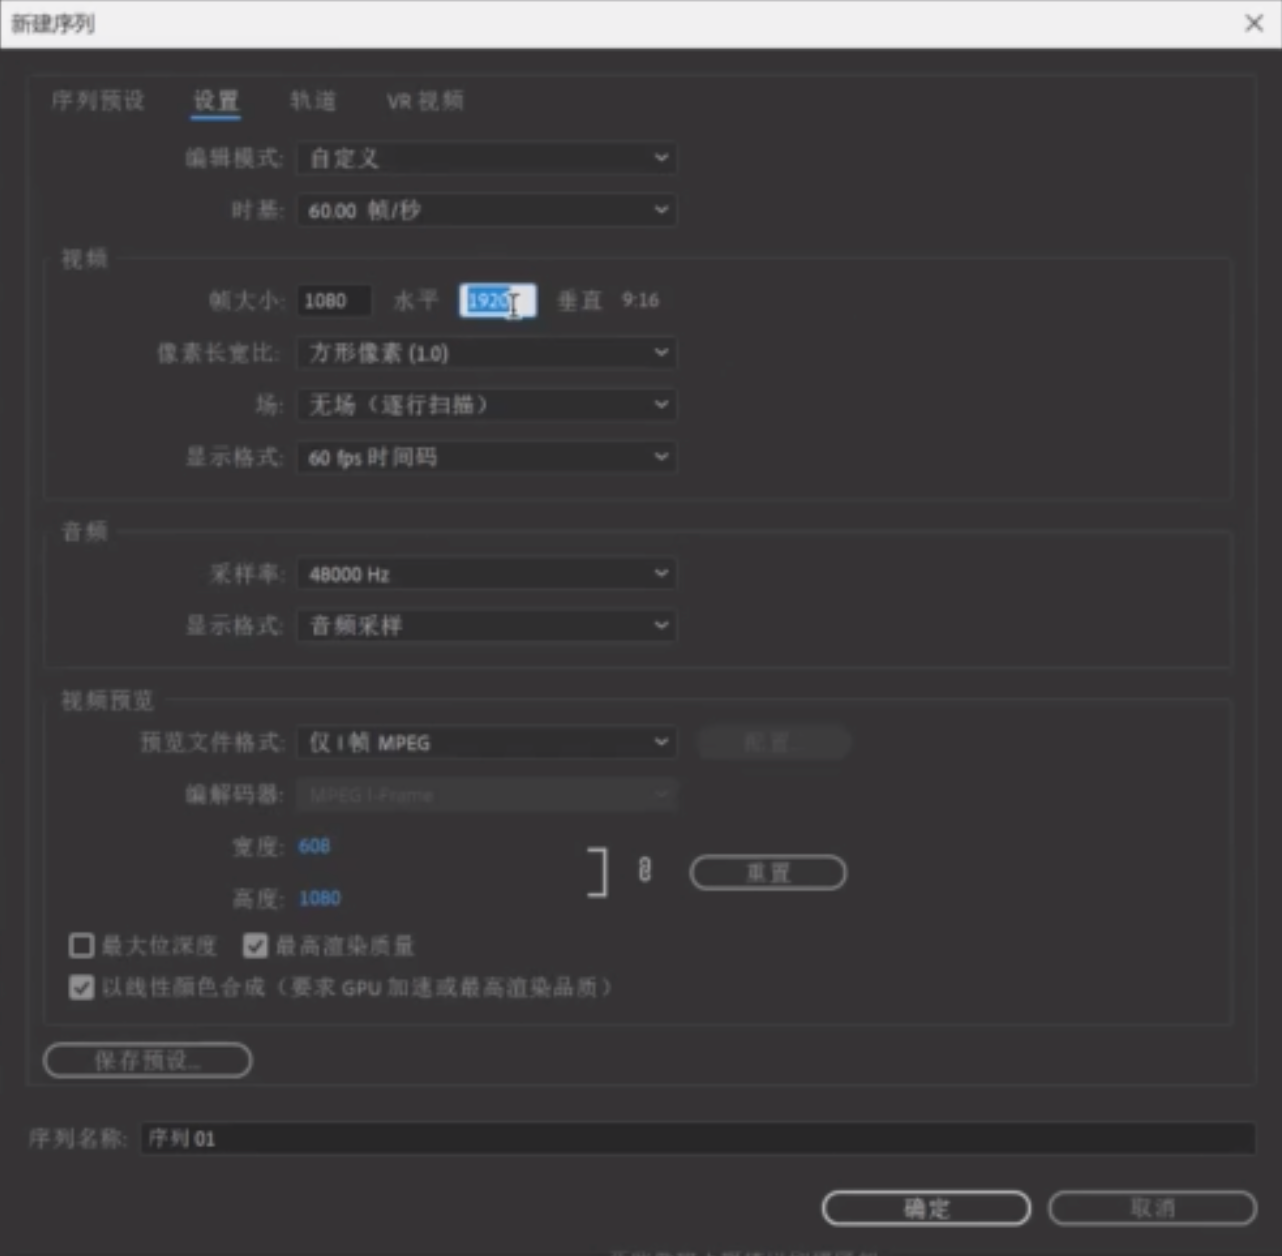 新建序列
序列预设 设置 轨道 VR 视频
编辑模式: 自定义
时基: 60.00 帧/秒
视频
帧大小: 1080 水平 1920 垂直 9:16
像素长宽比: 方形像素 (1.0)
场: 无场（逐行扫描）
显示格式: 60 fps 时间码
音频
采样率: 48000 Hz
显示格式: 音频采样
视频预览
预览文件格式: 仅 I 帧 MPEG 配置...
编解码器: MPEG I-Frame
宽度: 608
重置
高度: 1080
最大位深度 最高渲染质量
以线性颜色合成（要求 GPU 加速或最高渲染品质）
保存预设...
序列名称: 序列 01
确定 取消